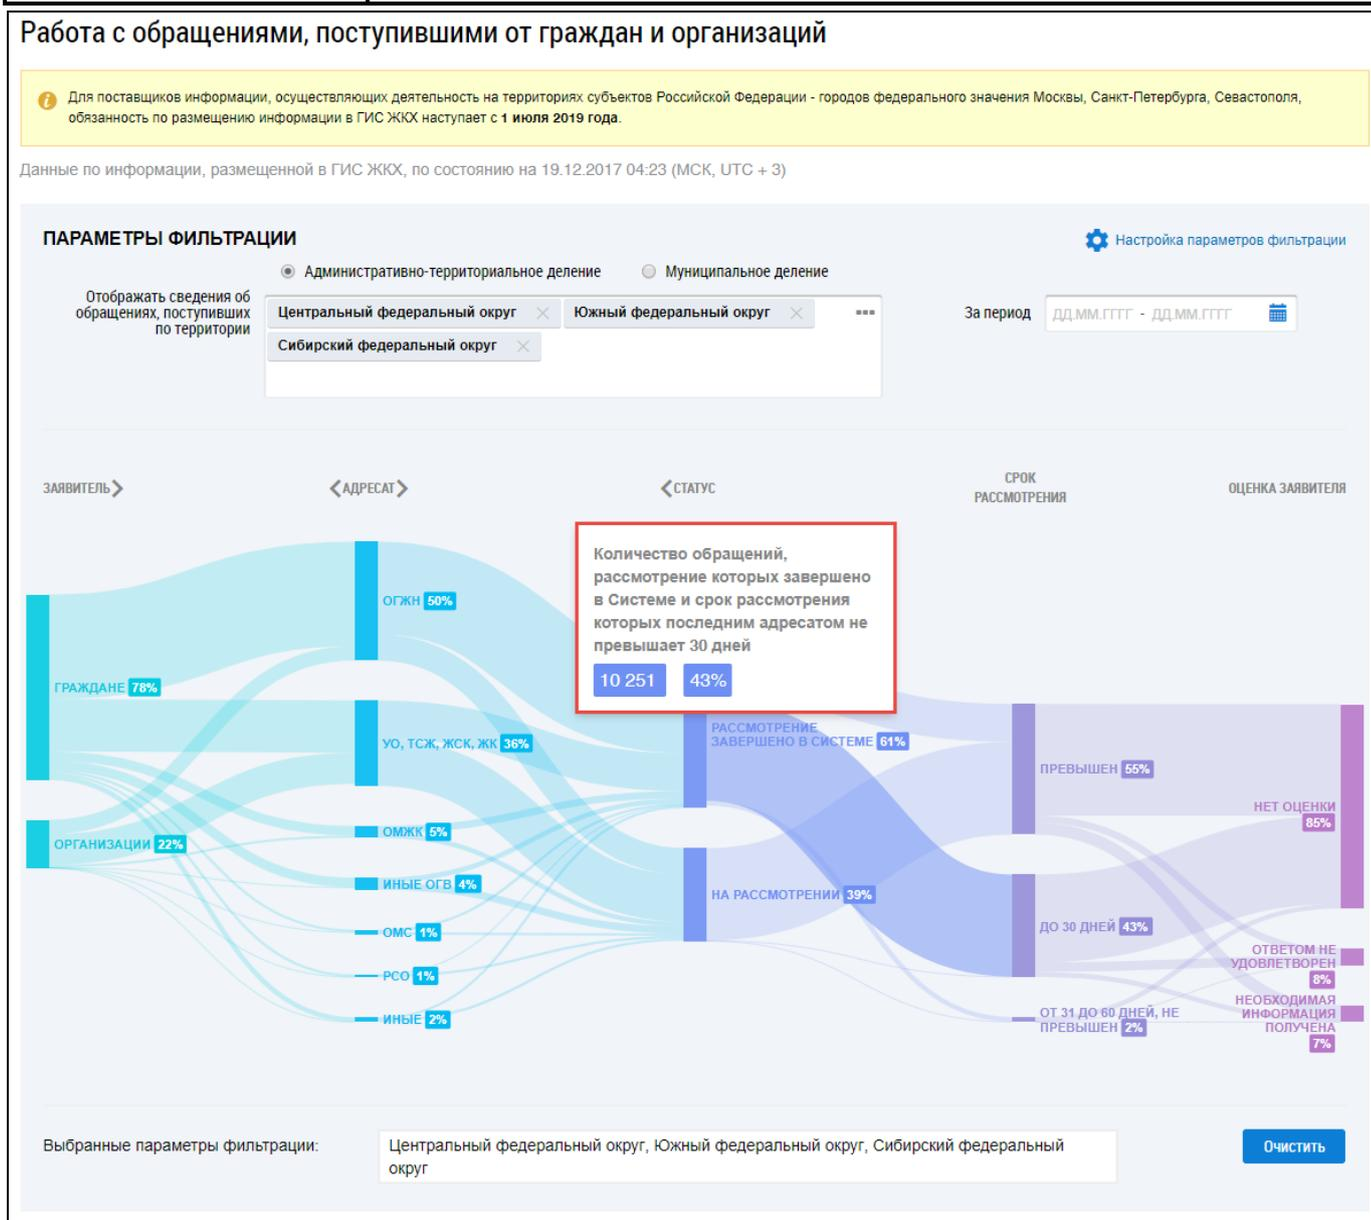 Работа с обращениями, поступившими от граждан и организаций
Для поставщиков информации, осуществляющих деятельность на территориях субъектов Российской Федерации - городов федерального значения Москвы, Санкт-Петербурга, Севастополя,
обязанность по размещению информации в ГИС ЖКХ наступает с 1 июля 2019 года.
Данные по информации, размещенной в ГИС ЖКХ, по состоянию на 19.12.2017 04:23 (МСК, UTC + 3)
ПАРАМЕТРЫ ФИЛЬТРАЦИИ
Настройка параметров фильтрации
Административно-территориальное деление
Муниципальное деление
Отображать сведения об
обращениях, поступивших
по территории
Центральный федеральный округ
Южный федеральный округ
Сибирский федеральный округ
За период
ДД.ММ.ГГГГ - ДД.ММ.ГГГГ
ЗАЯВИТЕЛЬ
АДРЕСАТ
СТАТУС
СРОК
РАССМОТРЕНИЯ
ОЦЕНКА ЗАЯВИТЕЛЯ
Количество обращений,
рассмотрение которых завершено
в Системе и срок рассмотрения
которых последним адресатом не
превышает 30 дней
10 251 43%
ГРАЖДАНЕ 78%
ОРГАНИЗАЦИИ 22%
ОГЖН 50%
УО, ТСЖ, ЖСК, ЖК 36%
ОМЖК 5%
ИНЫЕ ОГВ 4%
ОМС 1%
РСО 1%
ИНЫЕ 2%
РАССМОТРЕНИЕ
ЗАВЕРШЕНО В СИСТЕМЕ 61%
НА РАССМОТРЕНИИ 39%
ПРЕВЫШЕН 55%
ДО 30 ДНЕЙ 43%
ОТ 31 ДО 60 ДНЕЙ, НЕ
ПРЕВЫШЕН 2%
НЕТ ОЦЕНКИ
85%
ОТВЕТОМ НЕ
УДОВЛЕТВОРЕН
8%
НЕОБХОДИМАЯ
ИНФОРМАЦИЯ
ПОЛУЧЕНА
7%
Выбранные параметры фильтрации:
Центральный федеральный округ, Южный федеральный округ, Сибирский федеральный
округ
Очистить